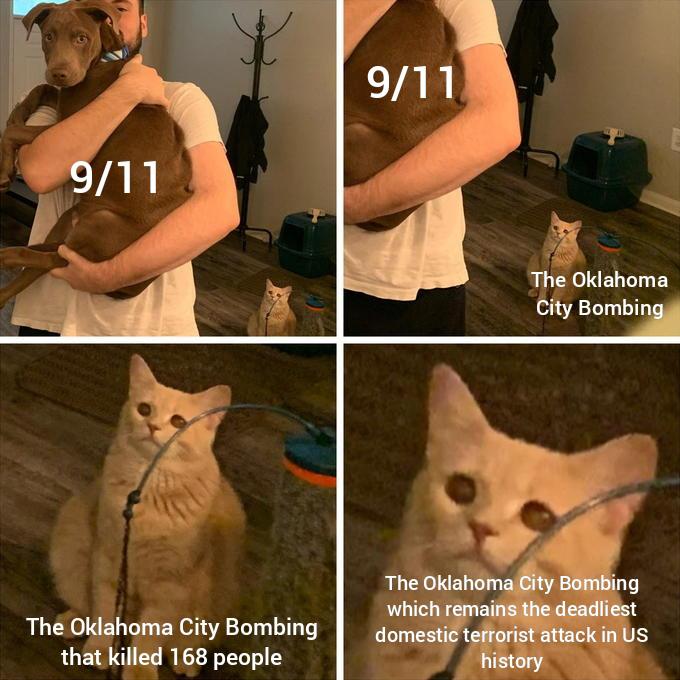 9/11
9/11
The Oklahoma
City Bombing
The Oklahoma City Bombing
that killed 168 people
The Oklahoma City Bombing
which remains the deadliest
domestic terrorist attack in US
history